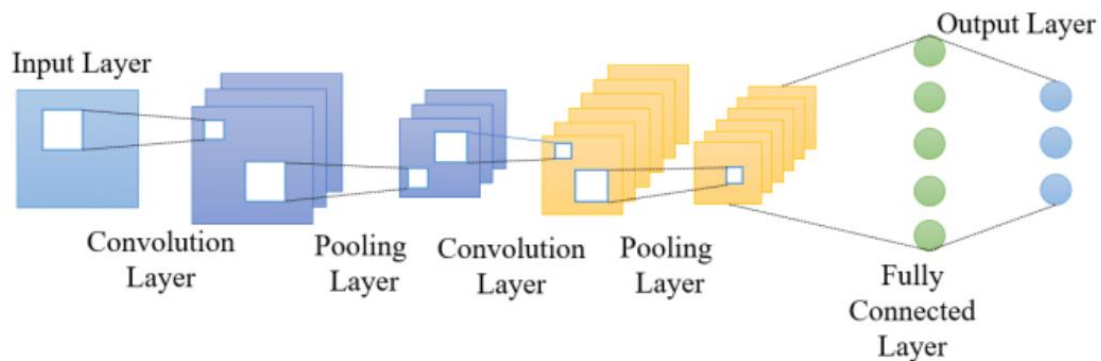 Input Layer
Output Layer
Convolution
Layer
Pooling
Layer
Convolution
Layer
Pooling
Layer
Fully
Connected
Layer